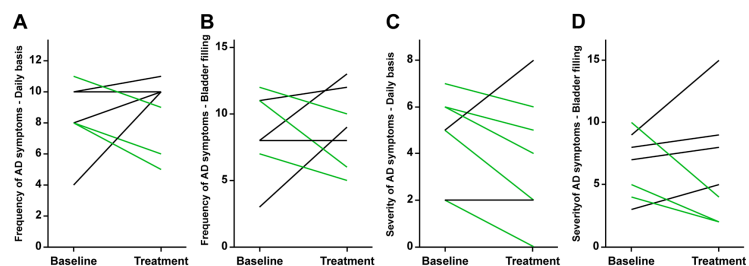 A
Frequency of AD symptoms - Daily basis
12
10
8
6
4
2
0
Baseline Treatment
B
Frequency of AD symptoms - Bladder filling
15
10
5
0
Baseline Treatment
C
Severity of AD symptoms - Daily basis
8
6
4
2
0
Baseline Treatment
D
Severityof AD symptoms - Bladder filling
15
10
5
0
Baseline Treatment